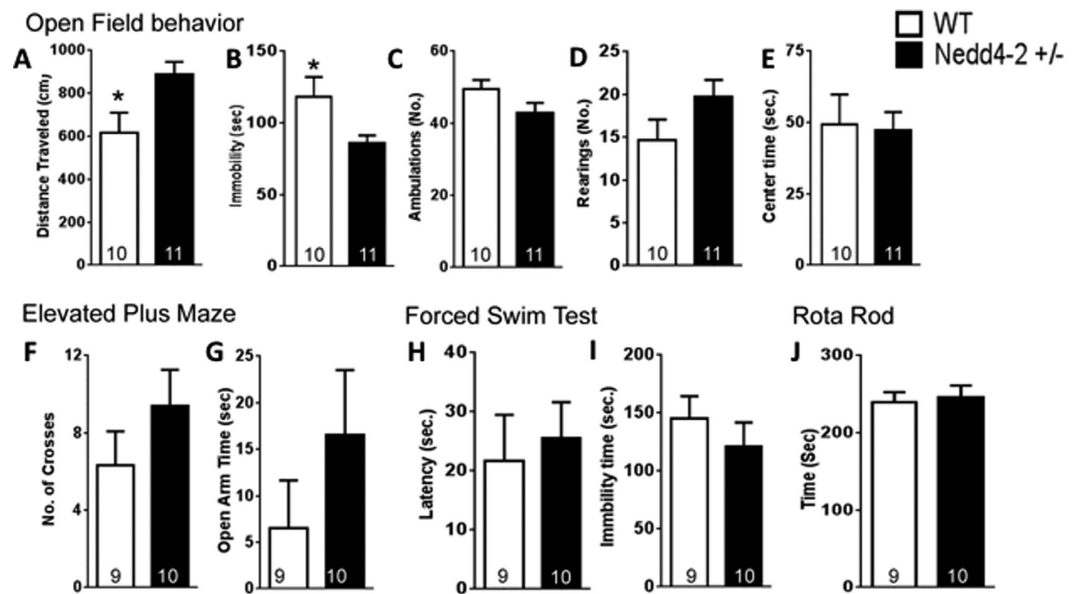 Open Field behavior
WT
Nedd4-2 +/-
A
Distance Traveled (cm)
1000
800
600
400
200
0
*
10
11
B
Immobility (sec)
150
100
50
0
*
10
11
C
Ambulations (No.)
60
40
20
0
10
11
D
Rearings (No.)
25
20
15
10
5
0
10
11
E
Center time (sec.)
75
50
25
0
10
11
Elevated Plus Maze
F
No. of Crosses
12
8
4
0
9
10
G
Open Arm Time (sec)
25
20
15
10
5
0
9
10
Forced Swim Test
H
Latency (sec.)
40
30
20
10
0
9
10
I
Immbility time (sec.)
200
150
100
50
0
9
10
Rota Rod
J
Time (Sec)
300
200
100
0
9
10